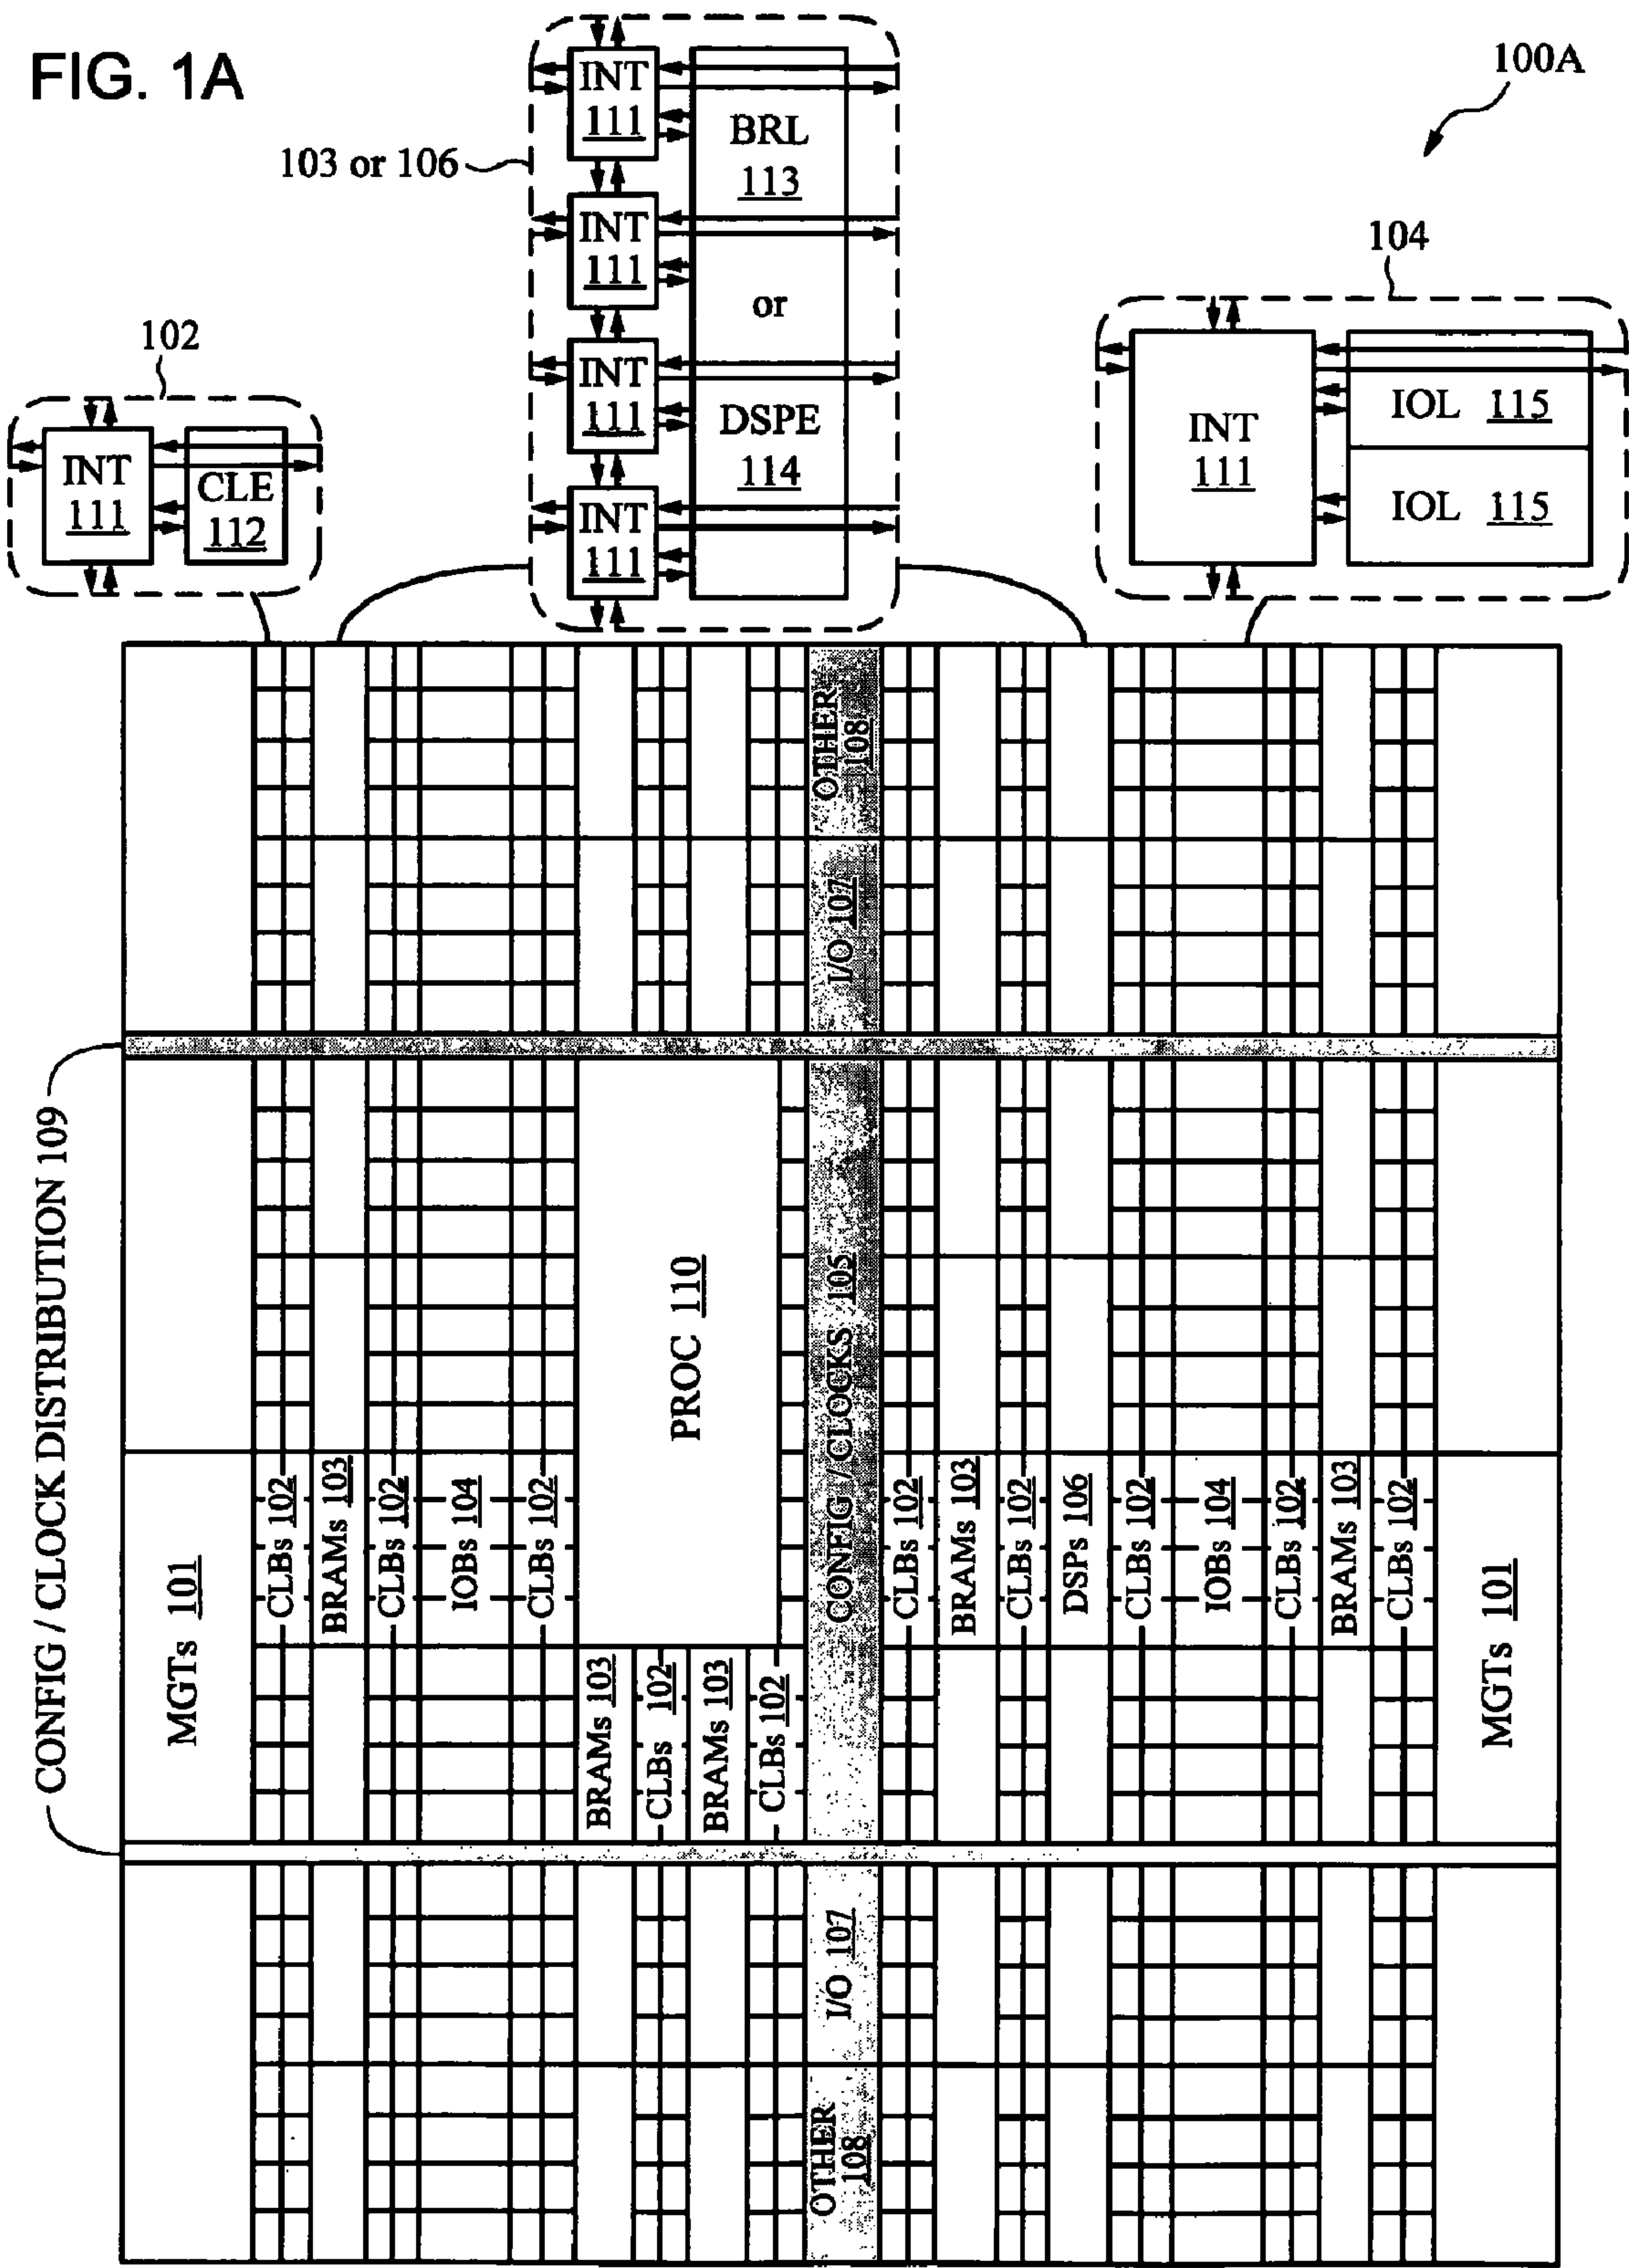 FIG. 1A
100A
103 or 106
INT
111
INT
111
INT
111
INT
111
BRL
113
or
DSPE
114
104
INT
111
IOL 115
IOL 115
102
INT
111
CLE
112
OTHER
108
I/O 107
CONFIG / CLOCK DISTRIBUTION 109
PROC 110
CONFIG / CLOCKS 105
MGTs 101
CLBs 102
BRAMs 103
CLBs 102
IOBs 104
CLBs 102
BRAMs 103
CLBs 102
BRAMs 103
CLBs 102
CLBs 102
BRAMs 103
CLBs 102
DSPs 106
CLBs 102
IOBs 104
CLBs 102
BRAMs 103
CLBs 102
MGTs 101
I/O 107
OTHER
108